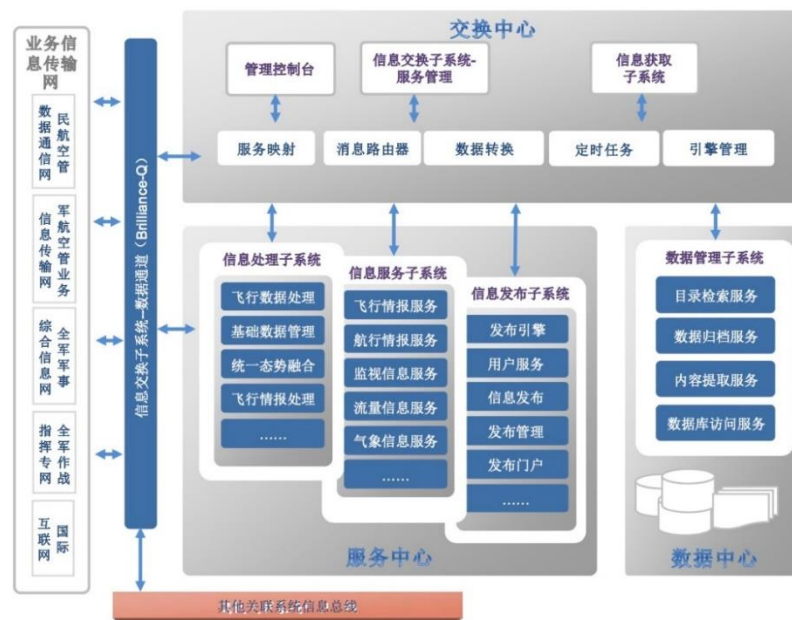 业务信
息传输
网
民航空管
数据通信网
军航空管业务
信息传输网
全军军事
综合信息网
全军作战
指挥专网
国际
互联网
信息交换子系统–数据通道（Brilliance-Q）
交换中心
管理控制台
信息交换子系统-
服务管理
信息获取
子系统
服务映射
消息路由器
数据转换
定时任务
引擎管理
信息处理子系统
飞行数据处理
基础数据管理
统一态势融合
飞行情报处理
……
信息服务子系统
飞行情报服务
航行情报服务
监视信息服务
流量信息服务
气象信息服务
……
信息发布子系统
发布引擎
用户服务
信息发布
发布管理
发布门户
……
服务中心
数据管理子系统
目录检索服务
数据归档服务
内容提取服务
数据库访问服务
数据中心
其他关联系统信息总线